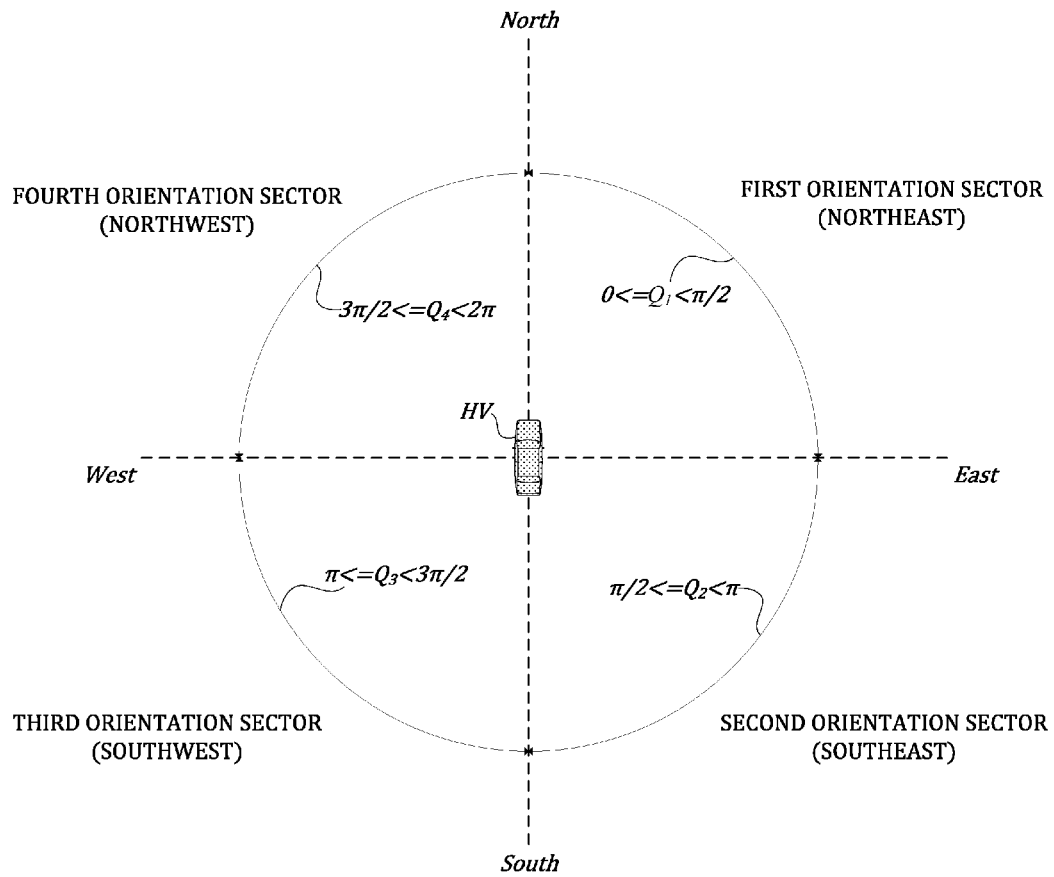 North
FOURTH ORIENTATION SECTOR
(NORTHWEST)
FIRST ORIENTATION SECTOR
(NORTHEAST)
3π/2<=Q₄<2π
0<=Q₁<π/2
HV
West
East
π<=Q₃<3π/2
π/2<=Q₂<π
THIRD ORIENTATION SECTOR
(SOUTHWEST)
SECOND ORIENTATION SECTOR
(SOUTHEAST)
South